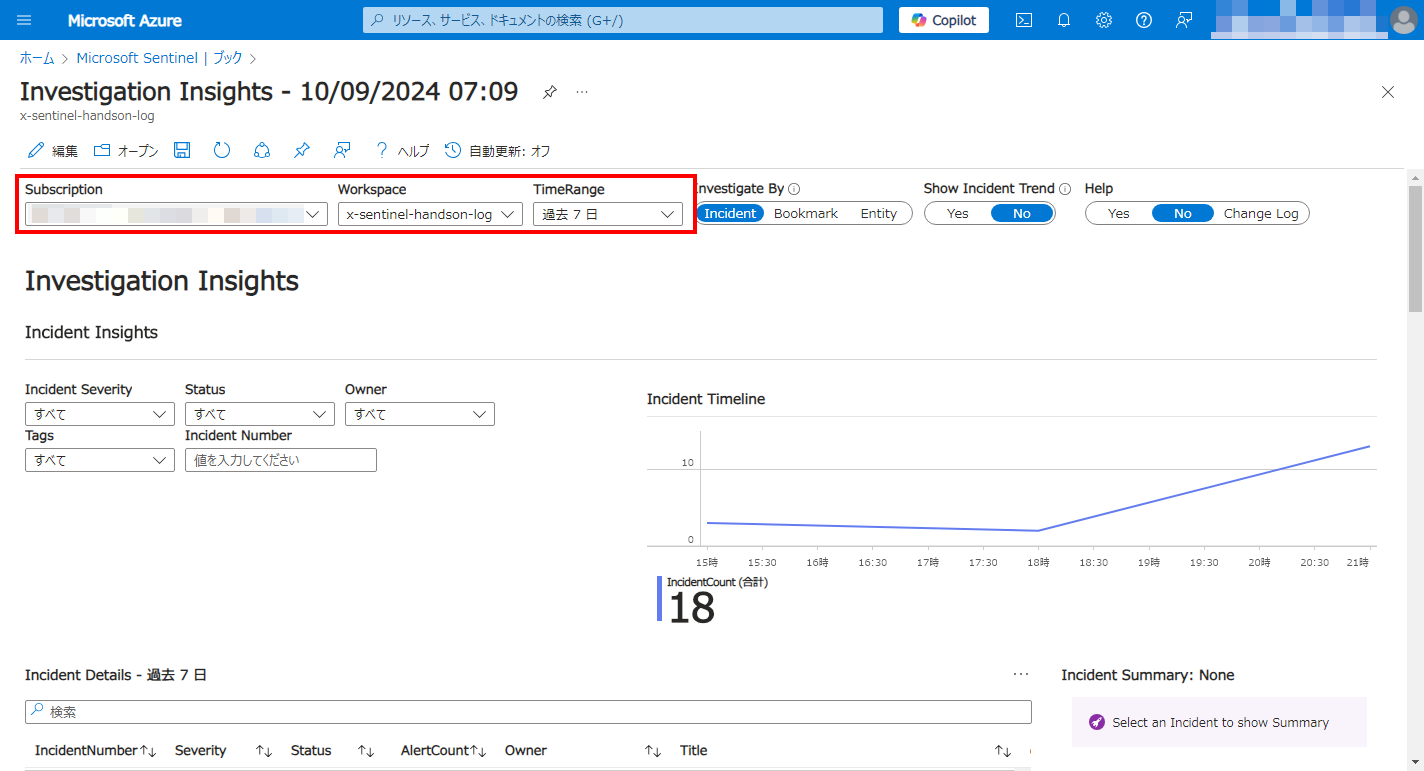 Microsoft Azure
リソース、サービス、ドキュメントの検索 (G+/)
Copilot
ホーム > Microsoft Sentinel | ブック >
Investigation Insights - 10/09/2024 07:09 ...
x-sentinel-handson-log
編集 オープン ? ヘルプ 自動更新: オフ
Subscription Workspace TimeRange Investigate By Show Incident Trend Help
x-sentinel-handson-log 過去 7 日 Incident Bookmark Entity Yes No Yes No Change Log
Investigation Insights
Incident Insights
Incident Severity Status Owner
すべて すべて すべて
Tags Incident Number
すべて 値を入力してください
Incident Timeline
10
0
15時 15:30 16時 16:30 17時 17:30 18時 18:30 19時 19:30 20時 20:30 21時
IncidentCount (合計)
18
Incident Details - 過去 7 日 ...
検索
IncidentNumber↑↓ Severity ↑↓ Status ↑↓ AlertCount↑↓ Owner ↑↓ Title ↑↓
Incident Summary: None
Select an Incident to show Summary